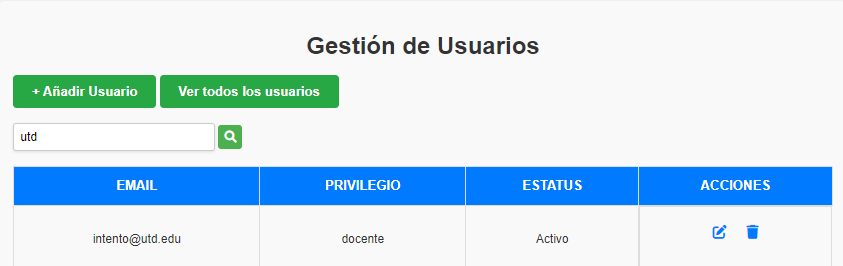 Gestión de Usuarios
+ Añadir Usuario Ver todos los usuarios
utd
EMAIL PRIVILEGIO ESTATUS ACCIONES
intento@utd.edu docente Activo